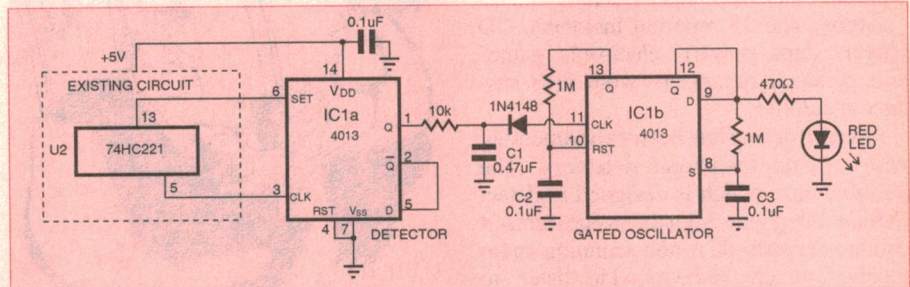 0.1uF
+5V
EXISTING CIRCUIT
13
U2
74HC221
5
14
VDD
6
SET
IC1a
4013
Q
1
Q̅
2
3
CLK
D
5
RST
VSS
4
7
DETECTOR
10k
1N4148
C1
0.47uF
1M
13
Q
12
Q̅
11
CLK
10
RST
IC1b
4013
D
9
S
8
C2
0.1uF
GATED OSCILLATOR
470Ω
1M
C3
0.1uF
RED
LED